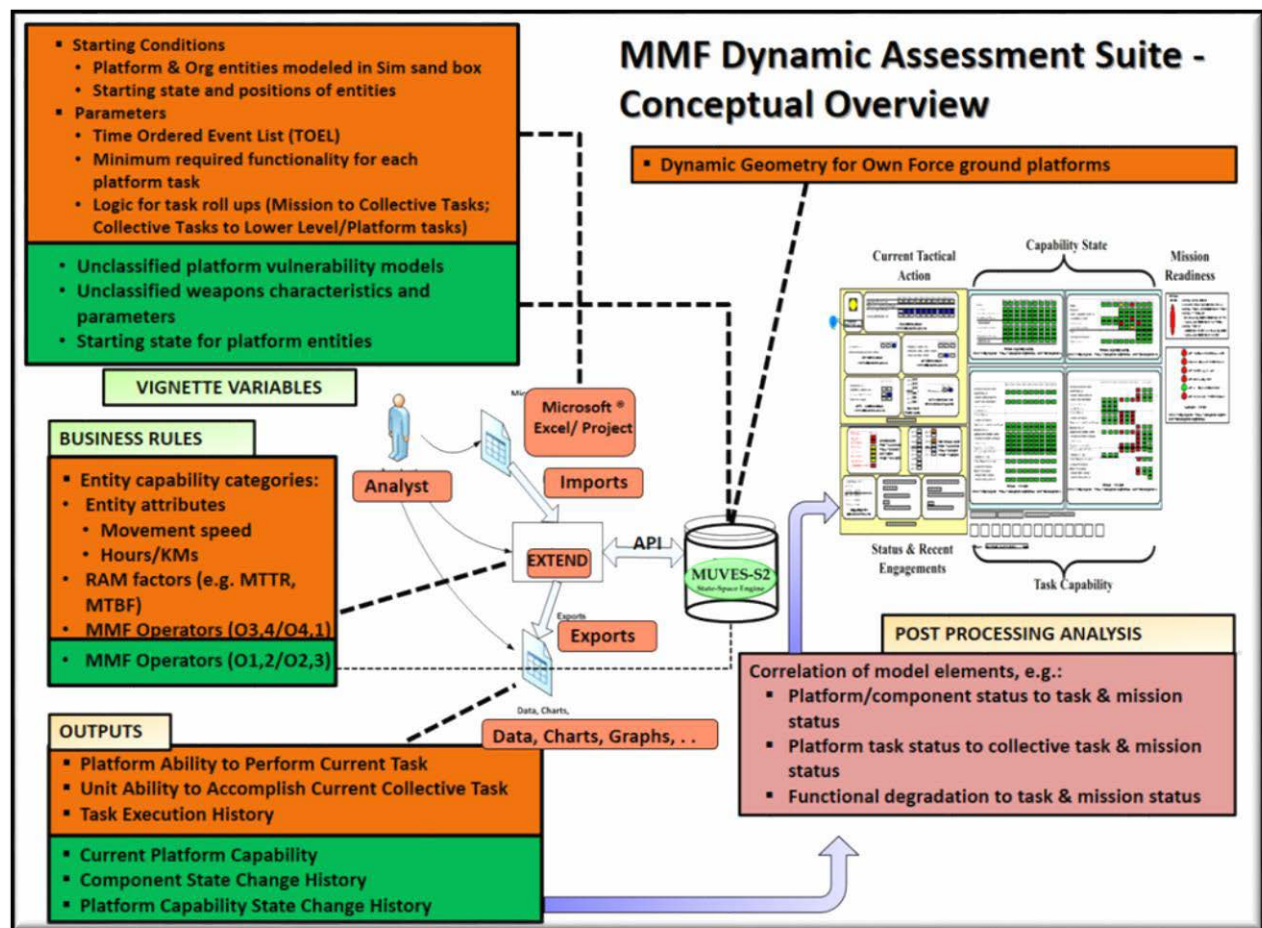 MMF Dynamic Assessment Suite -
Conceptual Overview
▪ Starting Conditions
• Platform & Org entities modeled in Sim sand box
• Starting state and positions of entities
▪ Parameters
• Time Ordered Event List (TOEL)
• Minimum required functionality for each
platform task
• Logic for task roll ups (Mission to Collective Tasks;
Collective Tasks to Lower Level/Platform tasks)
• Unclassified platform vulnerability models
• Unclassified weapons characteristics and
parameters
• Starting state for platform entities
VIGNETTE VARIABLES
▪ Dynamic Geometry for Own Force ground platforms
Current Tactical
Action
Capability State
Mission
Readiness
Status & Recent
Engagements
Task Capability
BUSINESS RULES
▪ Entity capability categories:
• Entity attributes
• Movement speed
• Hours/KMs
• RAM factors (e.g. MTTR,
MTBF)
• MMF Operators (O3,4/O4,1)
• MMF Operators (O1,2/O2,3)
Analyst
Microsoft ®
Excel/ Project
Imports
EXTEND
API
MUVES-S2
State-Space Engine
Exports
Exports
Data, Charts,
Data, Charts, Graphs, . .
OUTPUTS
▪ Platform Ability to Perform Current Task
▪ Unit Ability to Accomplish Current Collective Task
▪ Task Execution History
▪ Current Platform Capability
▪ Component State Change History
▪ Platform Capability State Change History
POST PROCESSING ANALYSIS
Correlation of model elements, e.g.:
▪ Platform/component status to task & mission
status
▪ Platform task status to collective task & mission
status
▪ Functional degradation to task & mission status